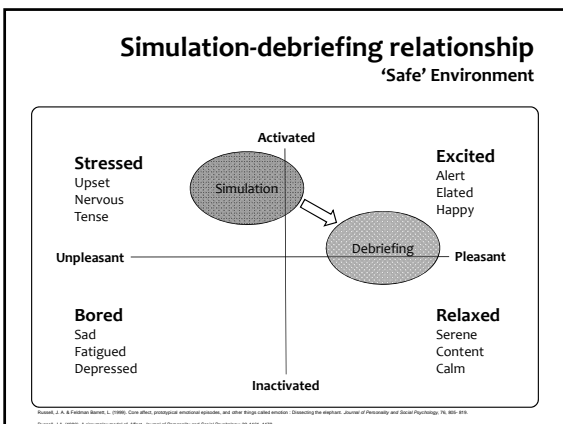 Simulation-debriefing relationship
‘Safe’ Environment
Activated
Stressed
Upset
Nervous
Tense
Simulation
Excited
Alert
Elated
Happy
Debriefing
Unpleasant
Pleasant
Bored
Sad
Fatigued
Depressed
Relaxed
Serene
Content
Calm
Inactivated
Russell, J. A. & Feldman Barrett, L. (1999). Core affect, prototypical emotional episodes, and other things called emotion : Dissecting the elephant. Journal of Personality and Social Psychology, 76, 805- 819.